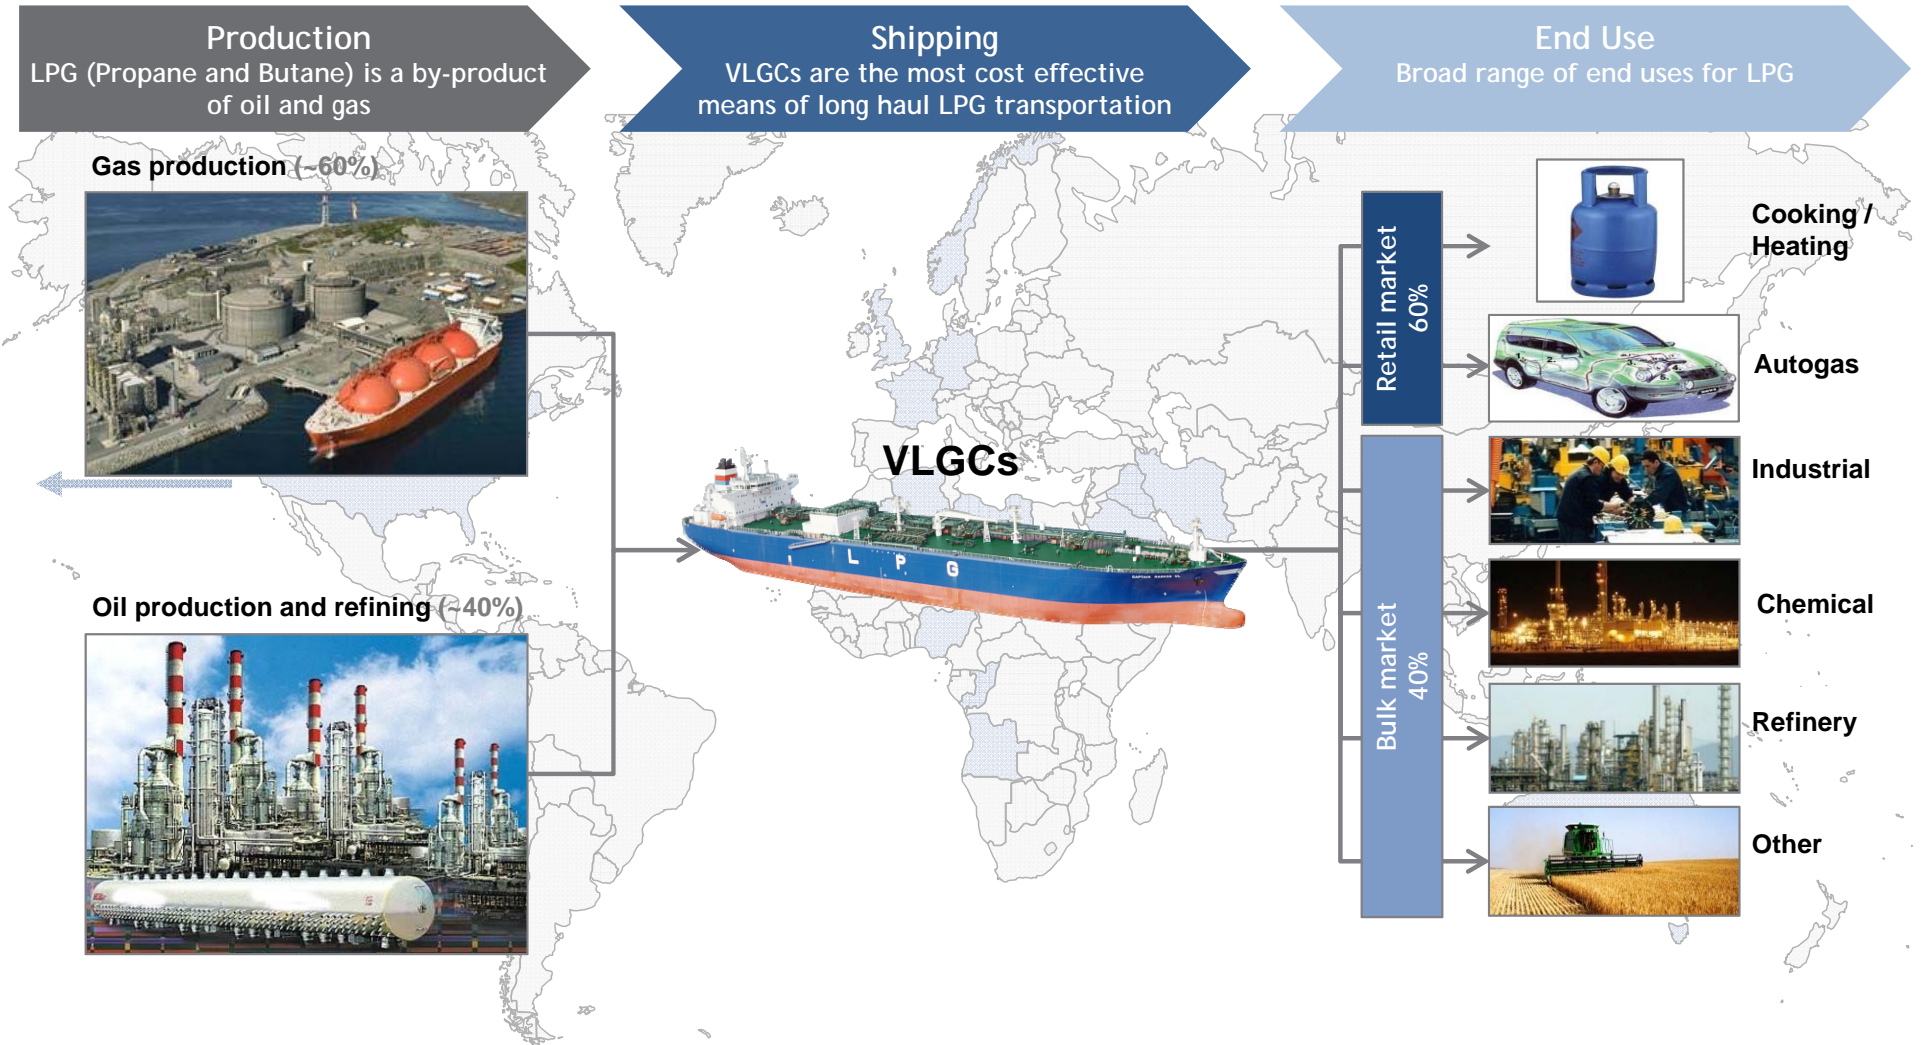 Production
LPG (Propane and Butane) is a by-product
of oil and gas
Shipping
VLGCs are the most cost effective
means of long haul LPG transportation
End Use
Broad range of end uses for LPG
Gas production (~60%)
Oil production and refining (~40%)
VLGCs
L P G
Retail market
60%
Bulk market
40%
Cooking /
Heating
Autogas
Industrial
Chemical
Refinery
Other